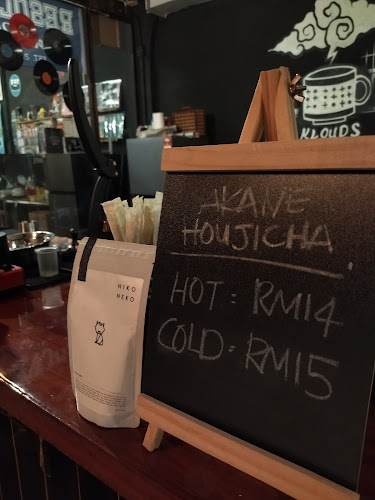 KLOUDS
AKANE
HOUJICHA
HOT: RM14
COLD: RM15
NIKO
NEKO